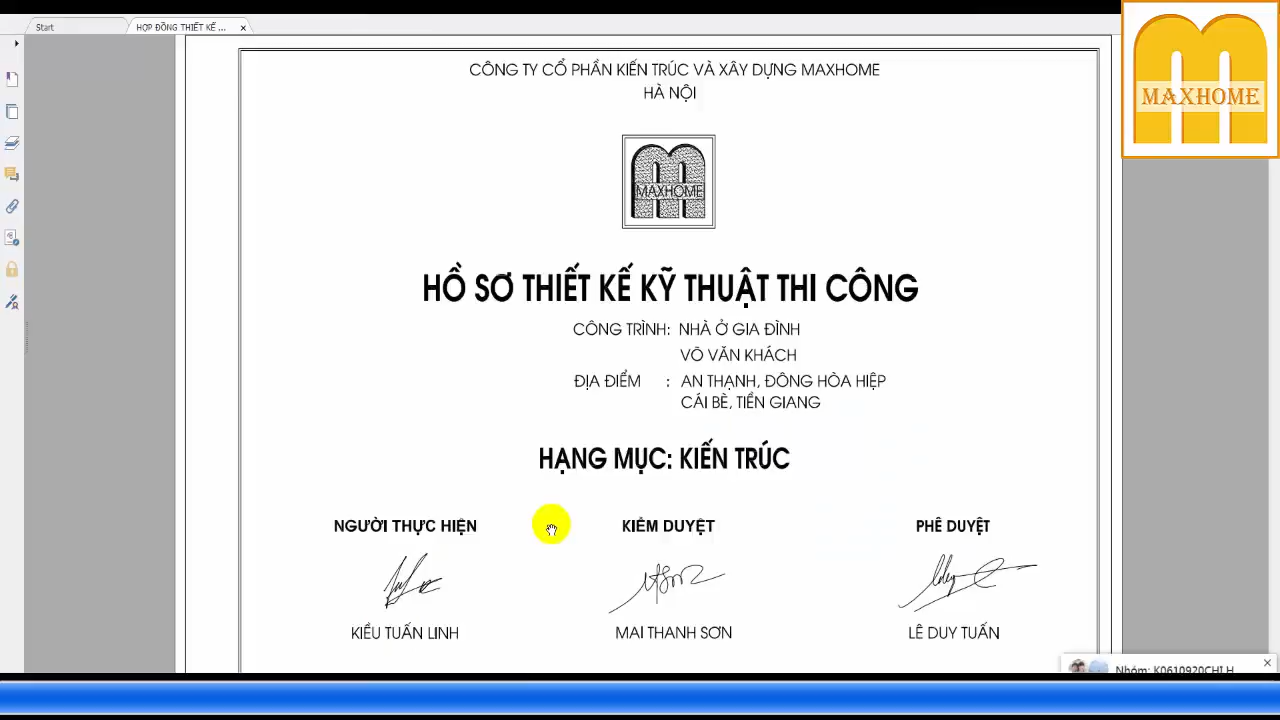 Start
HỢP ĐỒNG THIẾT KẾ ...
MAXHOME
CÔNG TY CỔ PHẦN KIẾN TRÚC VÀ XÂY DỰNG MAXHOME
HÀ NỘI
MAXHOME
HỒ SƠ THIẾT KẾ KỸ THUẬT THI CÔNG
CÔNG TRÌNH: NHÀ Ở GIA ĐÌNH
VÕ VĂN KHÁCH
ĐỊA ĐIỂM : AN THẠNH, ĐÔNG HÒA HIỆP
CÁI BÈ, TIỀN GIANG
HẠNG MỤC: KIẾN TRÚC
NGƯỜI THỰC HIỆN KIỂM DUYỆT PHÊ DUYỆT
KIỀU TUẤN LINH MAI THANH SƠN LÊ DUY TUẤN
Nhóm: K0610920CHỊ H